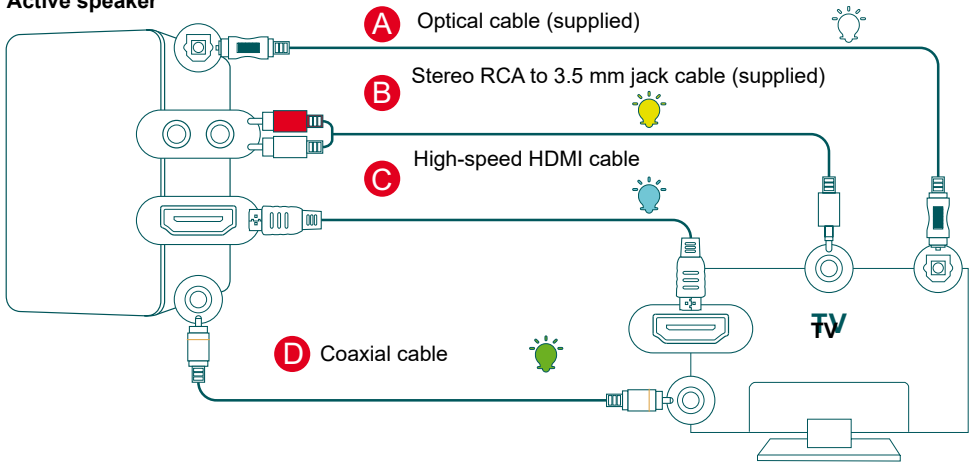 Active speaker
A Optical cable (supplied)
B Stereo RCA to 3.5 mm jack cable (supplied)
C High-speed HDMI cable
TV
TV
D Coaxial cable